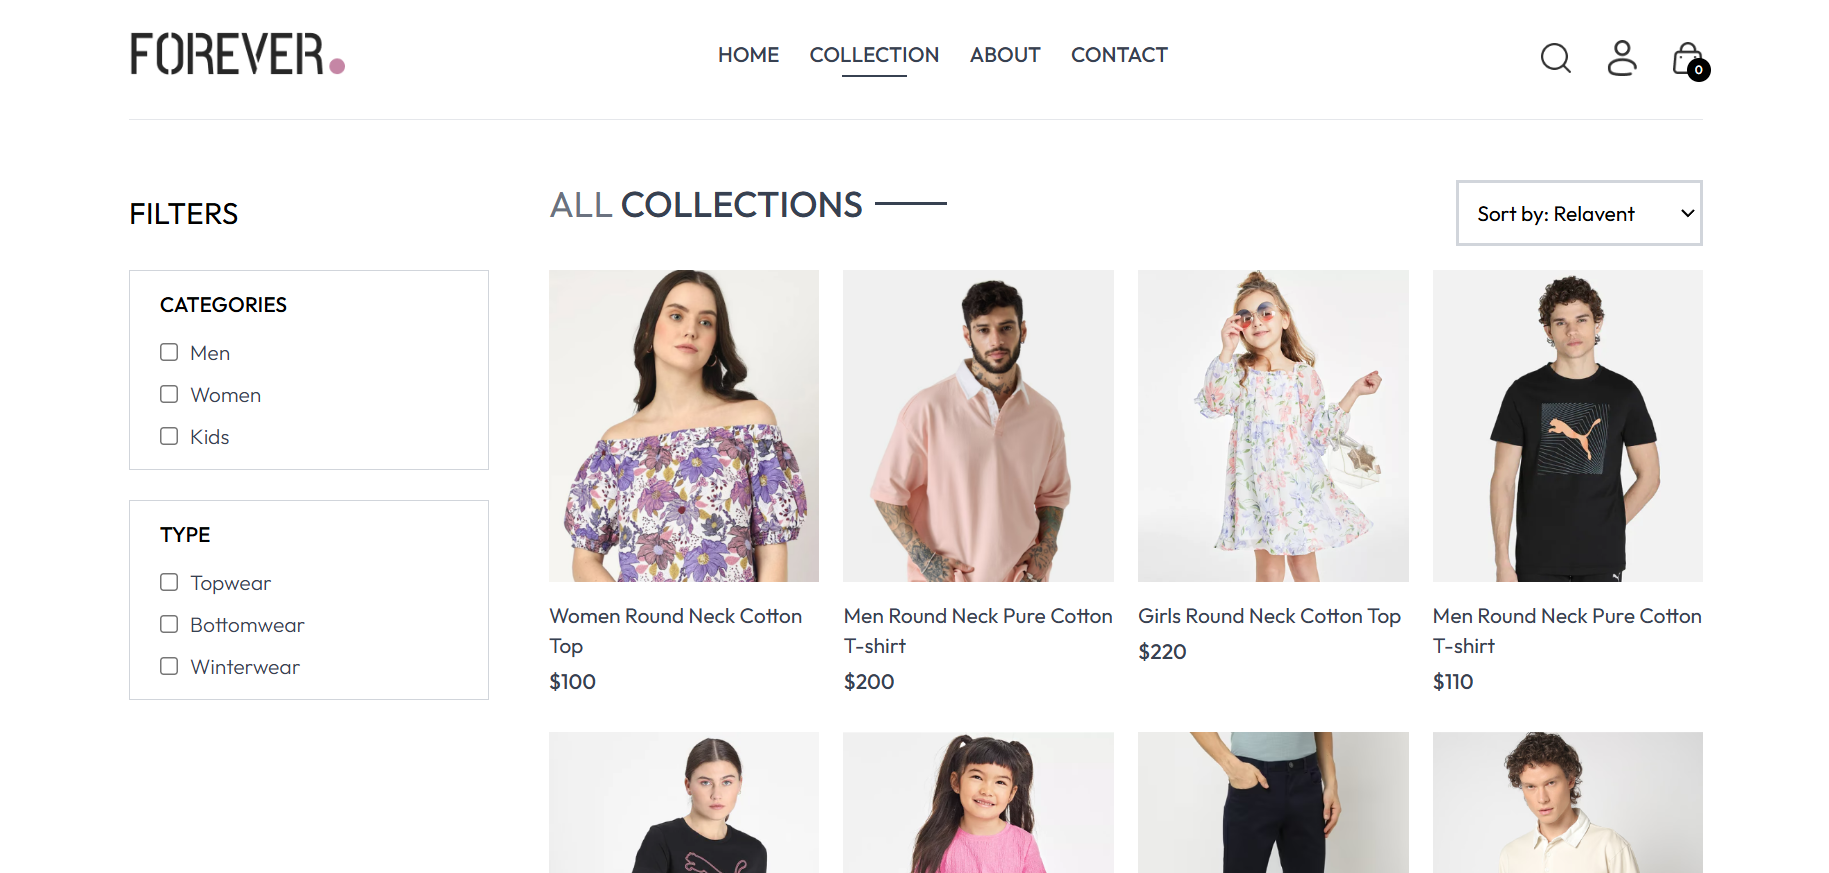 FOREVER.
HOME
COLLECTION
ABOUT
CONTACT
0
FILTERS
CATEGORIES
Men
Women
Kids
TYPE
Topwear
Bottomwear
Winterwear
ALL COLLECTIONS
Sort by: Relavent
Women Round Neck Cotton
Top
$100
Men Round Neck Pure Cotton
T-shirt
$200
Girls Round Neck Cotton Top
$220
Men Round Neck Pure Cotton
T-shirt
$110